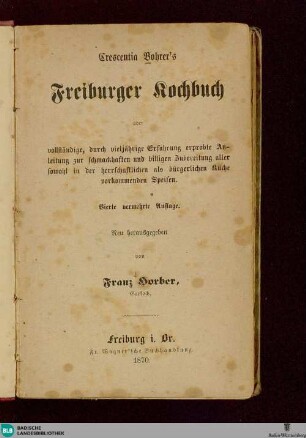 Crescentia Bohrer's
Freiburger Kochbuch
oder
vollständige, durch vieljährige Erfahrung erprobte An-
leitung zur schmackhaften und billigen Zubereitung aller
sowohl in der herrschaftlichen als bürgerlichen Küche
vorkommenden Speisen.
Vierte vermehrte Auflage.
Neu herausgegeben
von
Franz Horber,
Freiburg i. Br.
Fr. Wagner'sche Buchhandlung.
1870.
BLB
BADISCHE
LANDESBIBLIOTHEK